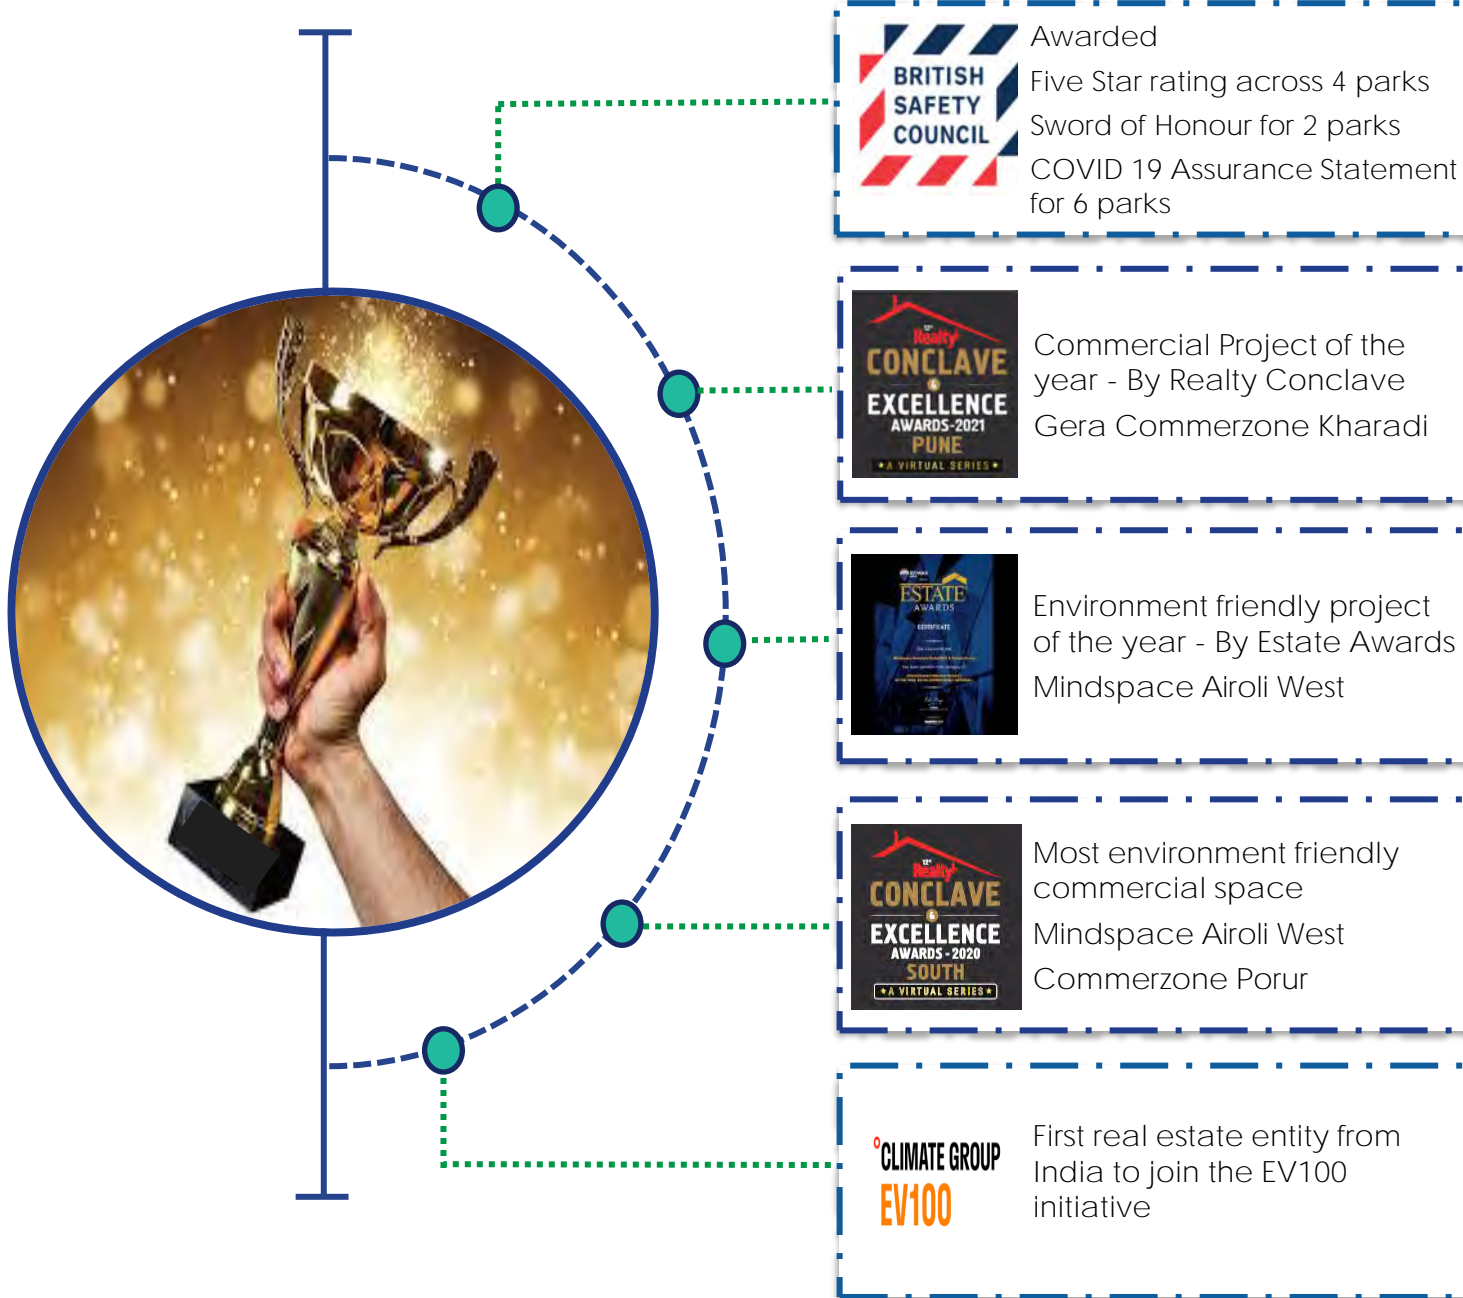 BRITISH
SAFETY
COUNCIL
Awarded
Five Star rating across 4 parks
Sword of Honour for 2 parks
COVID 19 Assurance Statement
for 6 parks
12th
Realty+
CONCLAVE
&
EXCELLENCE
AWARDS-2021
PUNE
★A VIRTUAL SERIES★
Commercial Project of the
year - By Realty Conclave
Gera Commerzone Kharadi
ESTATE
AWARDS
CERTIFICATE
Environment friendly project
of the year - By Estate Awards
Mindspace Airoli West
12th
Realty+
CONCLAVE
&
EXCELLENCE
AWARDS-2020
SOUTH
★A VIRTUAL SERIES★
Most environment friendly
commercial space
Mindspace Airoli West
Commerzone Porur
°CLIMATE GROUP
EV100
First real estate entity from
India to join the EV100
initiative